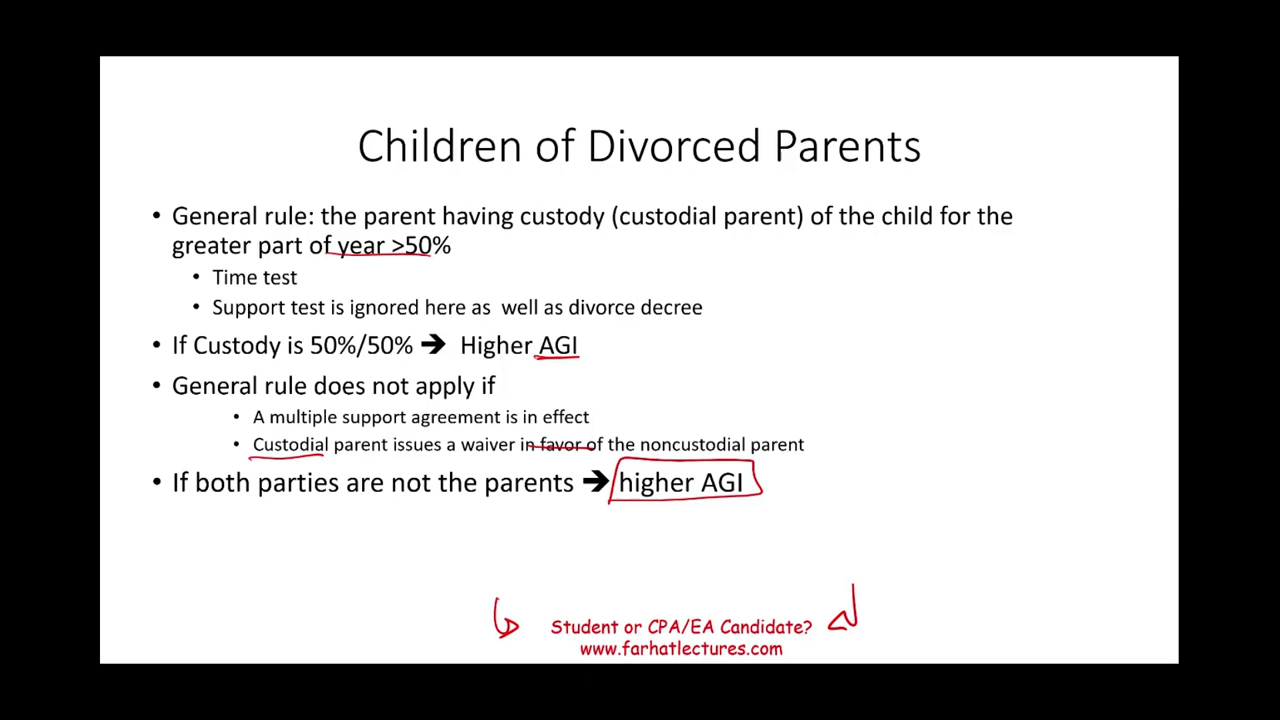 Children of Divorced Parents
• General rule: the parent having custody (custodial parent) of the child for the
greater part of year >50%
• Time test
• Support test is ignored here as well as divorce decree
• If Custody is 50%/50% ➔ Higher AGI
• General rule does not apply if
• A multiple support agreement is in effect
• Custodial parent issues a waiver in favor of the noncustodial parent
• If both parties are not the parents ➔ higher AGI
Student or CPA/EA Candidate?
www.farhatlectures.com